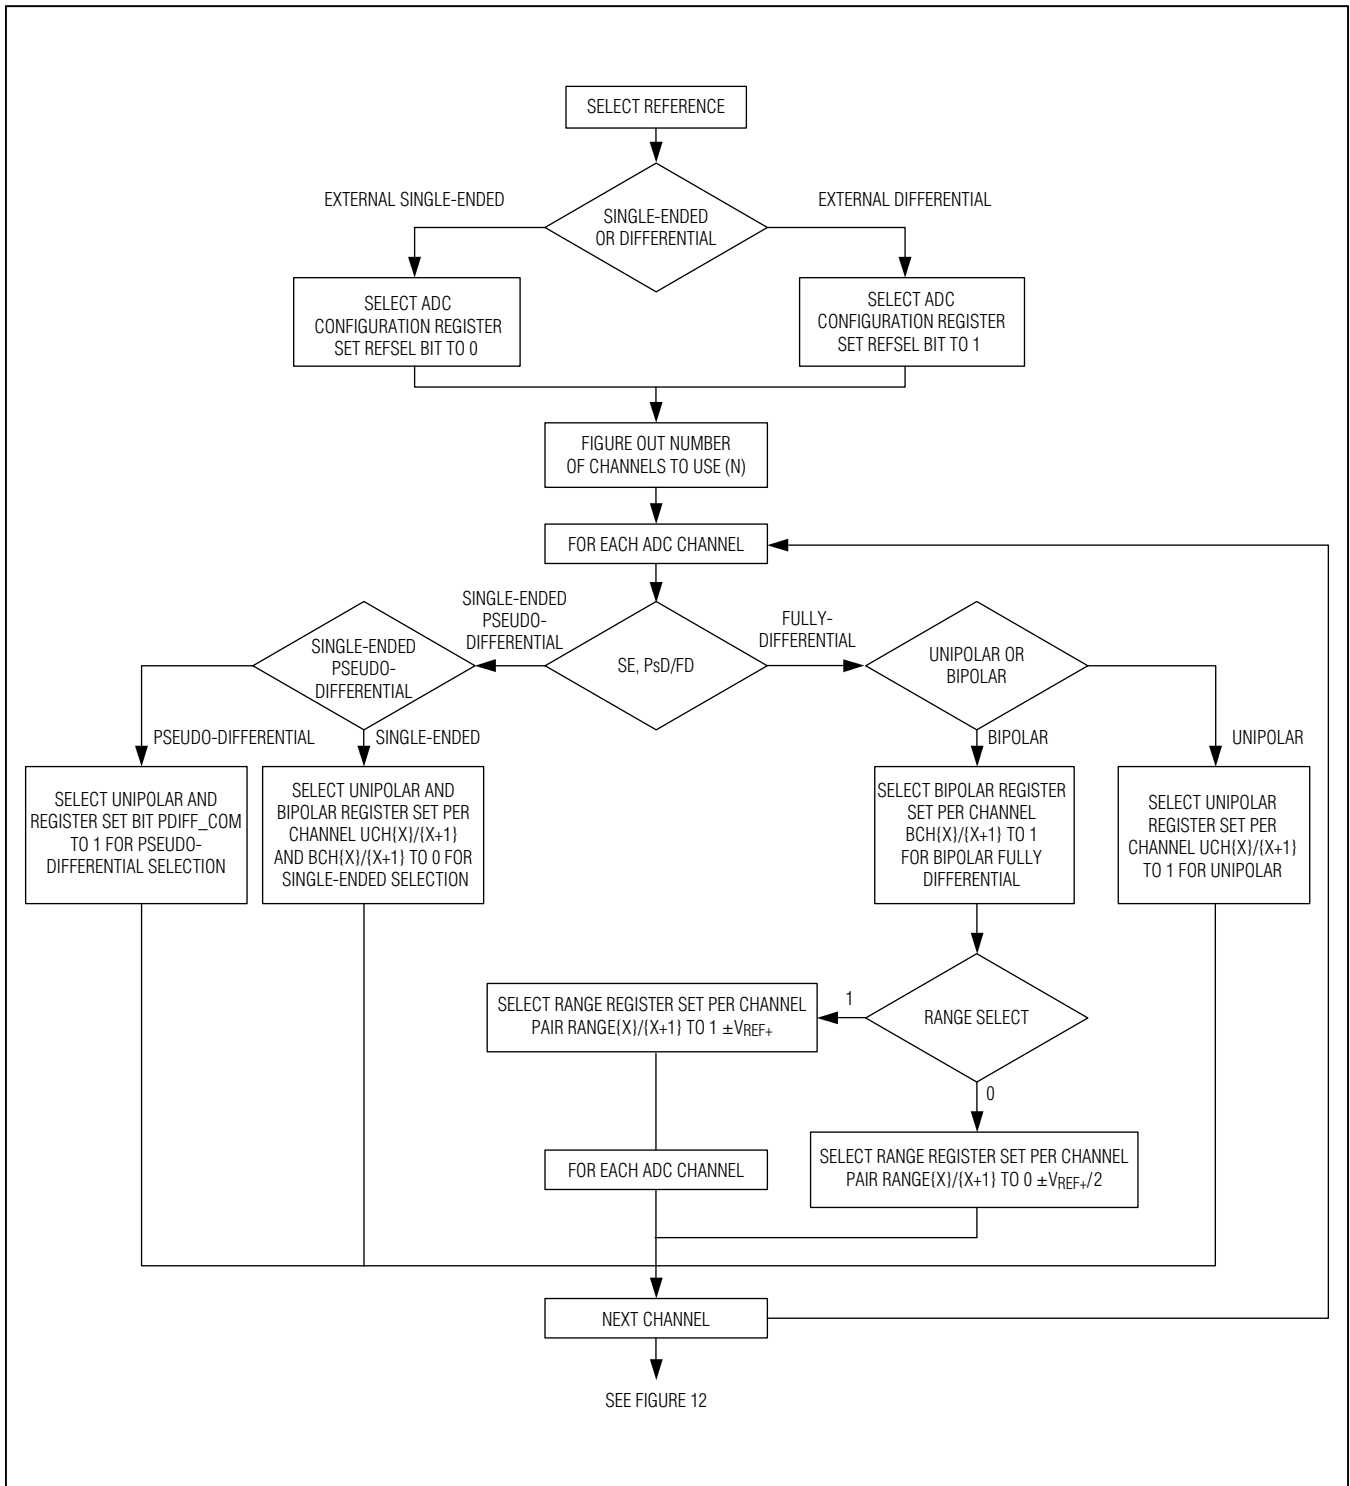 SELECT REFERENCE
EXTERNAL SINGLE-ENDED
EXTERNAL DIFFERENTIAL
SINGLE-ENDED
OR DIFFERENTIAL
SELECT ADC
CONFIGURATION REGISTER
SET REFSEL BIT TO 0
SELECT ADC
CONFIGURATION REGISTER
SET REFSEL BIT TO 1
FIGURE OUT NUMBER
OF CHANNELS TO USE (N)
FOR EACH ADC CHANNEL
SINGLE-ENDED
PSEUDO-
DIFFERENTIAL
FULLY-
DIFFERENTIAL
SINGLE-ENDED
PSEUDO-
DIFFERENTIAL
SE, PsD/FD
UNIPOLAR OR
BIPOLAR
PSEUDO-DIFFERENTIAL
SINGLE-ENDED
BIPOLAR
UNIPOLAR
SELECT UNIPOLAR AND
REGISTER SET BIT PDIFF_COM
TO 1 FOR PSEUDO-
DIFFERENTIAL SELECTION
SELECT UNIPOLAR AND
BIPOLAR REGISTER SET PER
CHANNEL UCH{X}/{X+1}
AND BCH{X}/{X+1} TO 0 FOR
SINGLE-ENDED SELECTION
SELECT BIPOLAR REGISTER
SET PER CHANNEL
BCH{X}/{X+1} TO 1
FOR BIPOLAR FULLY
DIFFERENTIAL
SELECT UNIPOLAR
REGISTER SET PER
CHANNEL UCH{X}/{X+1}
TO 1 FOR UNIPOLAR
SELECT RANGE REGISTER SET PER CHANNEL
PAIR RANGE{X}/{X+1} TO 1 ±VREF+
1
RANGE SELECT
0
FOR EACH ADC CHANNEL
SELECT RANGE REGISTER SET PER CHANNEL
PAIR RANGE{X}/{X+1} TO 0 ±VREF+/2
NEXT CHANNEL
SEE FIGURE 12